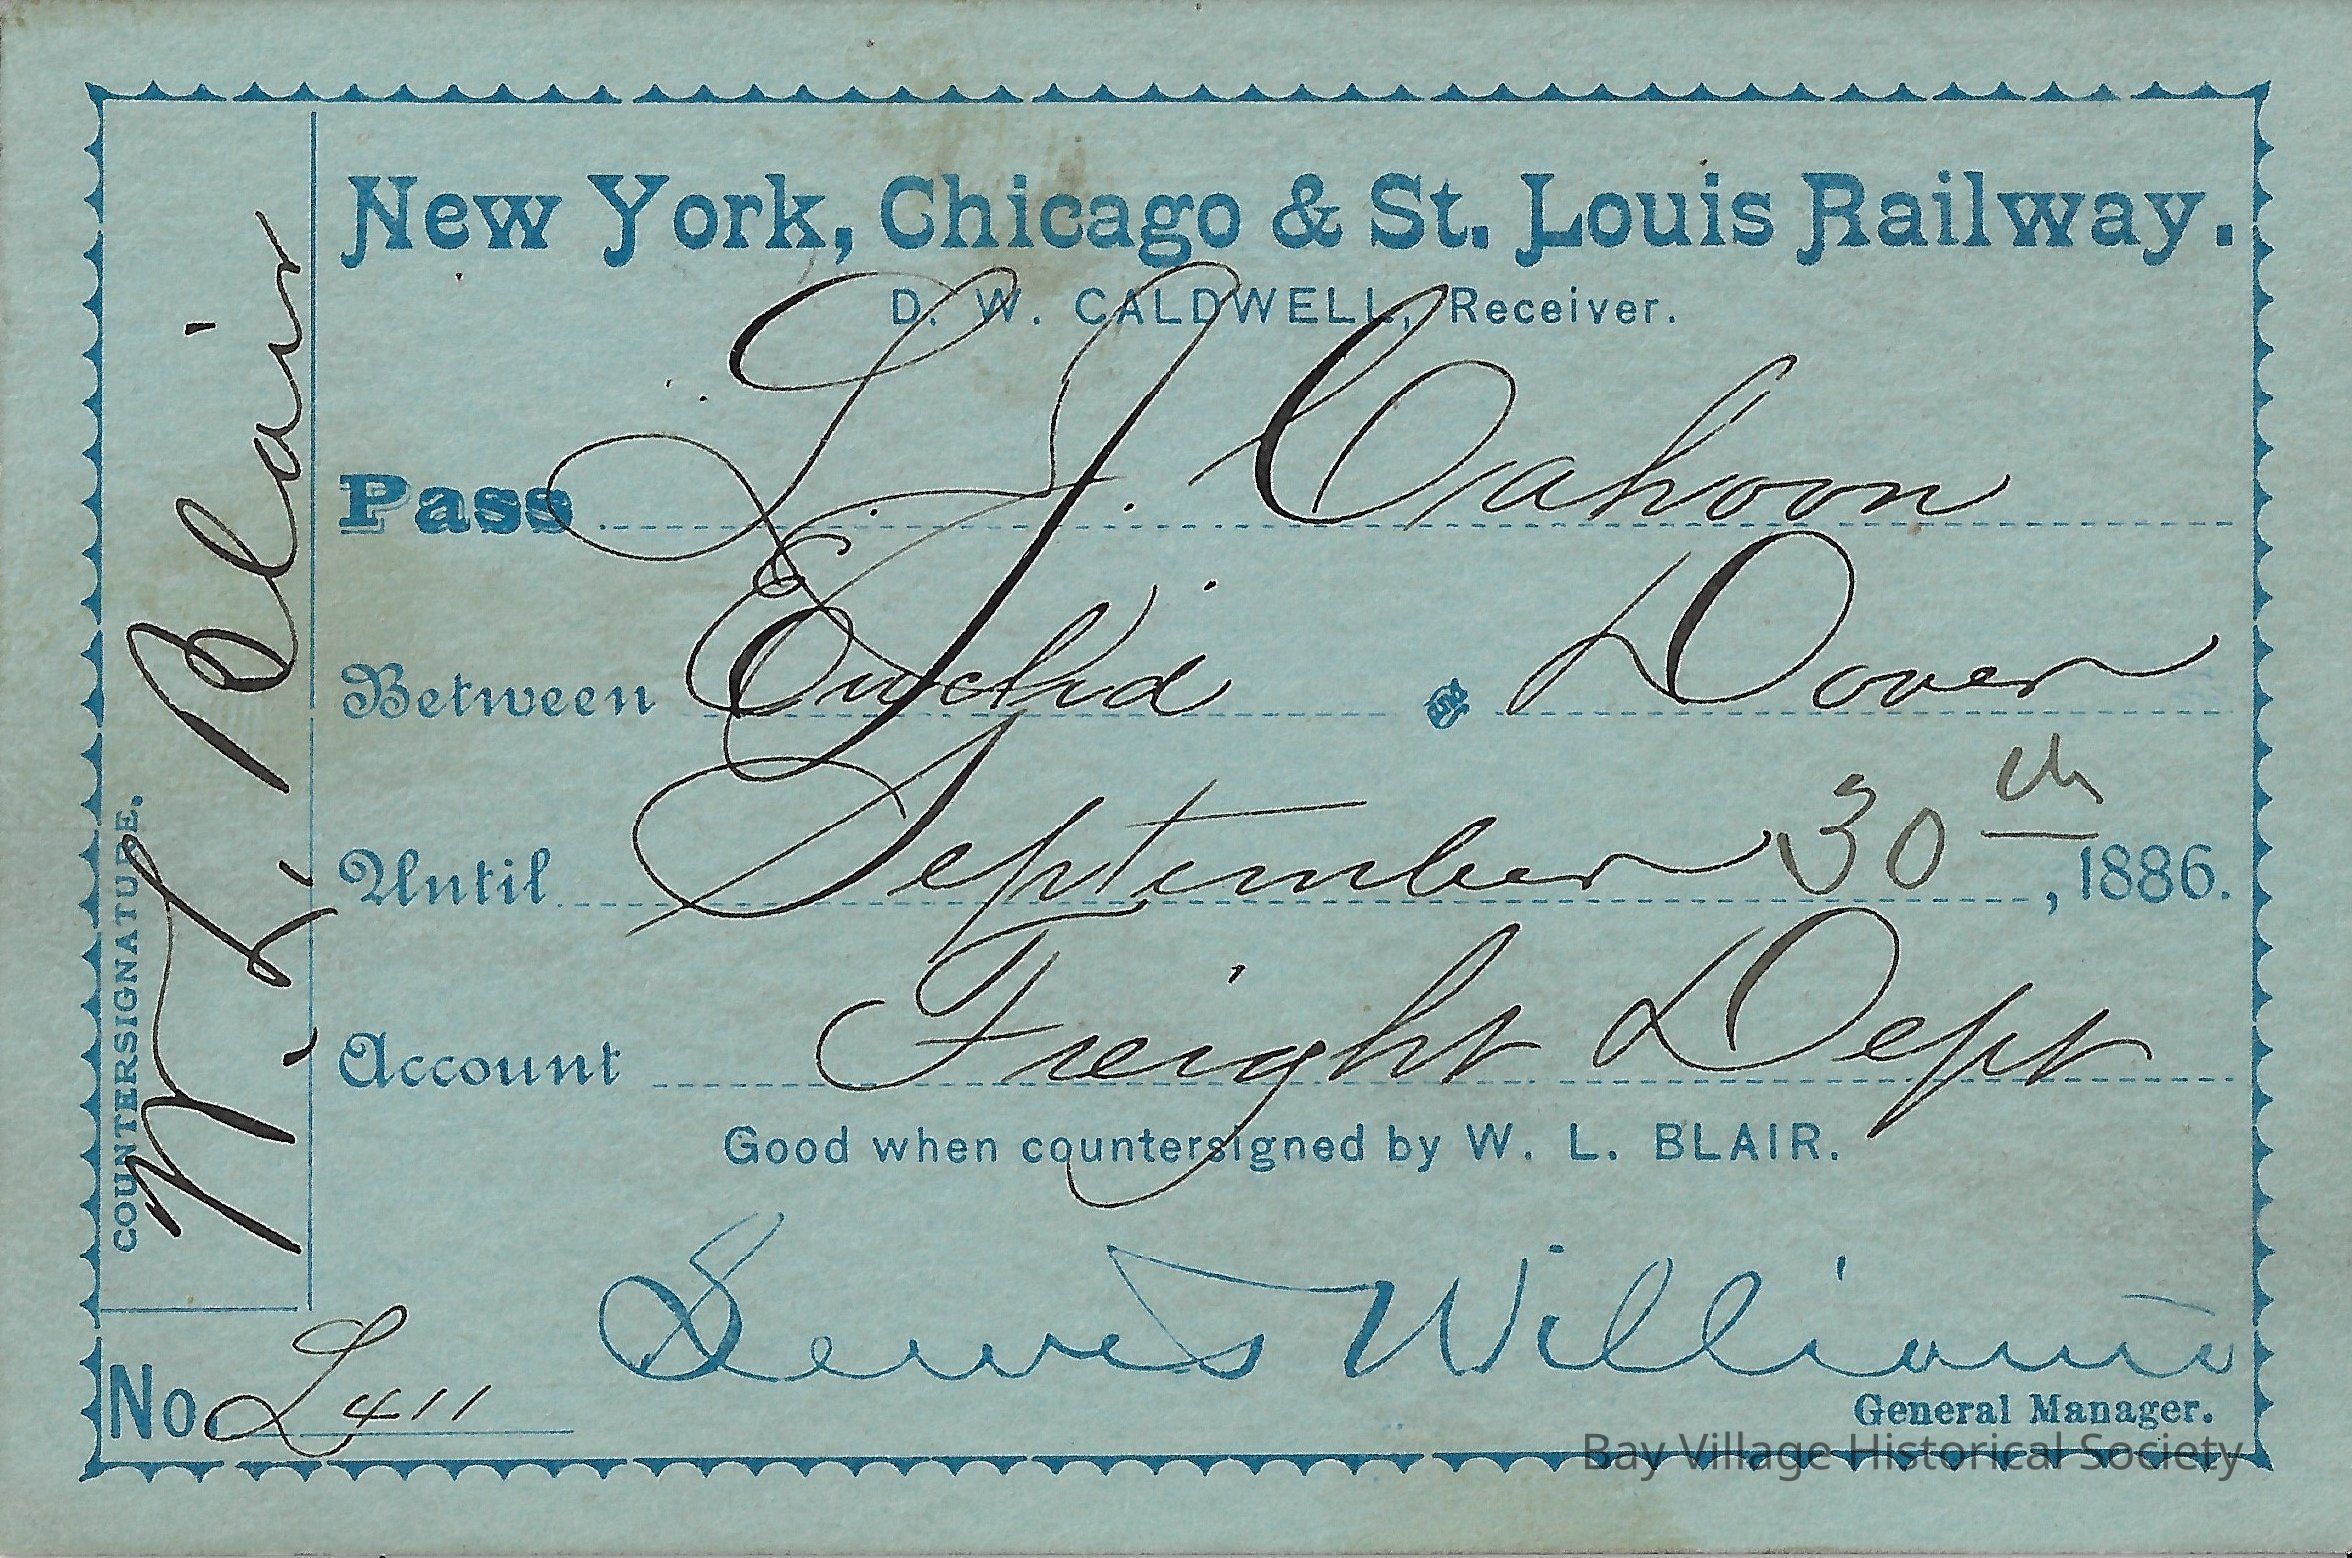 New York, Chicago & St. Louis Railway.
D. W. CALDWELL, Receiver.
Pass L. J. Cahoon
Between Euclid & Dover
Until September 30th, 1886.
Account Freight Dept
Good when countersigned by W. L. BLAIR.
Lewis Williams
General Manager.
No. L411
COUNTERSIGNATURE.
W. L. Blair
Bay Village Historical Society